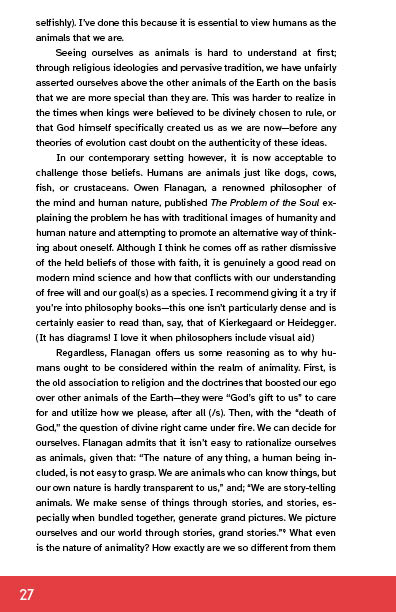 selfishly). I've done this because it is essential to view humans as the
animals that we are.
Seeing ourselves as animals is hard to understand at first;
through religious ideologies and pervasive tradition, we have unfairly
asserted ourselves above the other animals of the Earth on the basis
that we are more special than they are. This was harder to realize in
the times when kings were believed to be divinely chosen to rule, or
that God himself specifically created us as we are now—before any
theories of evolution cast doubt on the authenticity of these ideas.
In our contemporary setting however, it is now acceptable to
challenge those beliefs. Humans are animals just like dogs, cows,
fish, or crustaceans. Owen Flanagan, a renowned philosopher of
the mind and human nature, published The Problem of the Soul ex-
plaining the problem he has with traditional images of humanity and
human nature and attempting to promote an alternative way of think-
ing about oneself. Although I think he comes off as rather dismissive
of the held beliefs of those with faith, it is genuinely a good read on
modern mind science and how that conflicts with our understanding
of free will and our goal(s) as a species. I recommend giving it a try if
you're into philosophy books—this one isn't particularly dense and is
certainly easier to read than, say, that of Kierkegaard or Heidegger.
(It has diagrams! I love it when philosophers include visual aid)
Regardless, Flanagan offers us some reasoning as to why hu-
mans ought to be considered within the realm of animality. First, is
the old association to religion and the doctrines that boosted our ego
over other animals of the Earth—they were “God's gift to us” to care
for and utilize how we please, after all (/s). Then, with the “death of
God,” the question of divine right came under fire. We can decide for
ourselves. Flanagan admits that it isn't easy to rationalize ourselves
as animals, given that: “The nature of any thing, a human being in-
cluded, is not easy to grasp. We are animals who can know things, but
our own nature is hardly transparent to us,” and; “We are story-telling
animals. We make sense of things through stories, and stories, es-
pecially when bundled together, generate grand pictures. We picture
ourselves and our world through stories, grand stories.”⁹ What even
is the nature of animality? How exactly are we so different from them
27